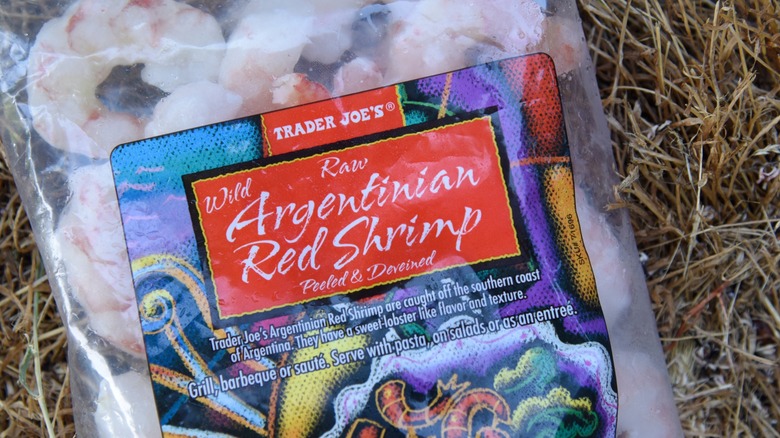 TRADER JOE'S®
Raw
Wild
Argentinian
Red Shrimp
Peeled & Deveined
Trader Joe's Argentinian Red Shrimp are caught off the southern coast
of Argentina. They have a sweet-lobster like flavor and texture.
Grill, barbeque or sauté. Serve with pasta, on salads or as an entreé.